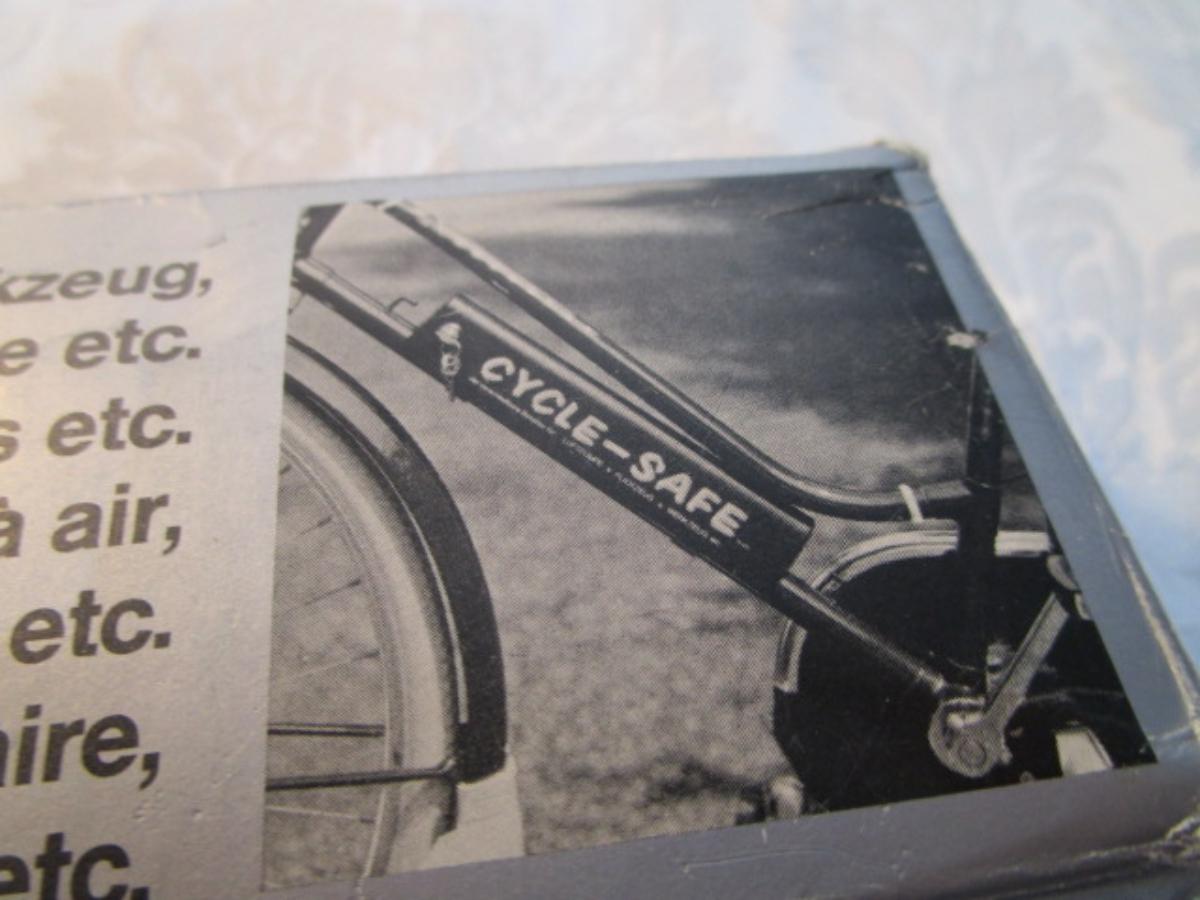 kzeug,
e etc.
s etc.
à air,
etc.
aire,
etc.
CYCLE-SAFE